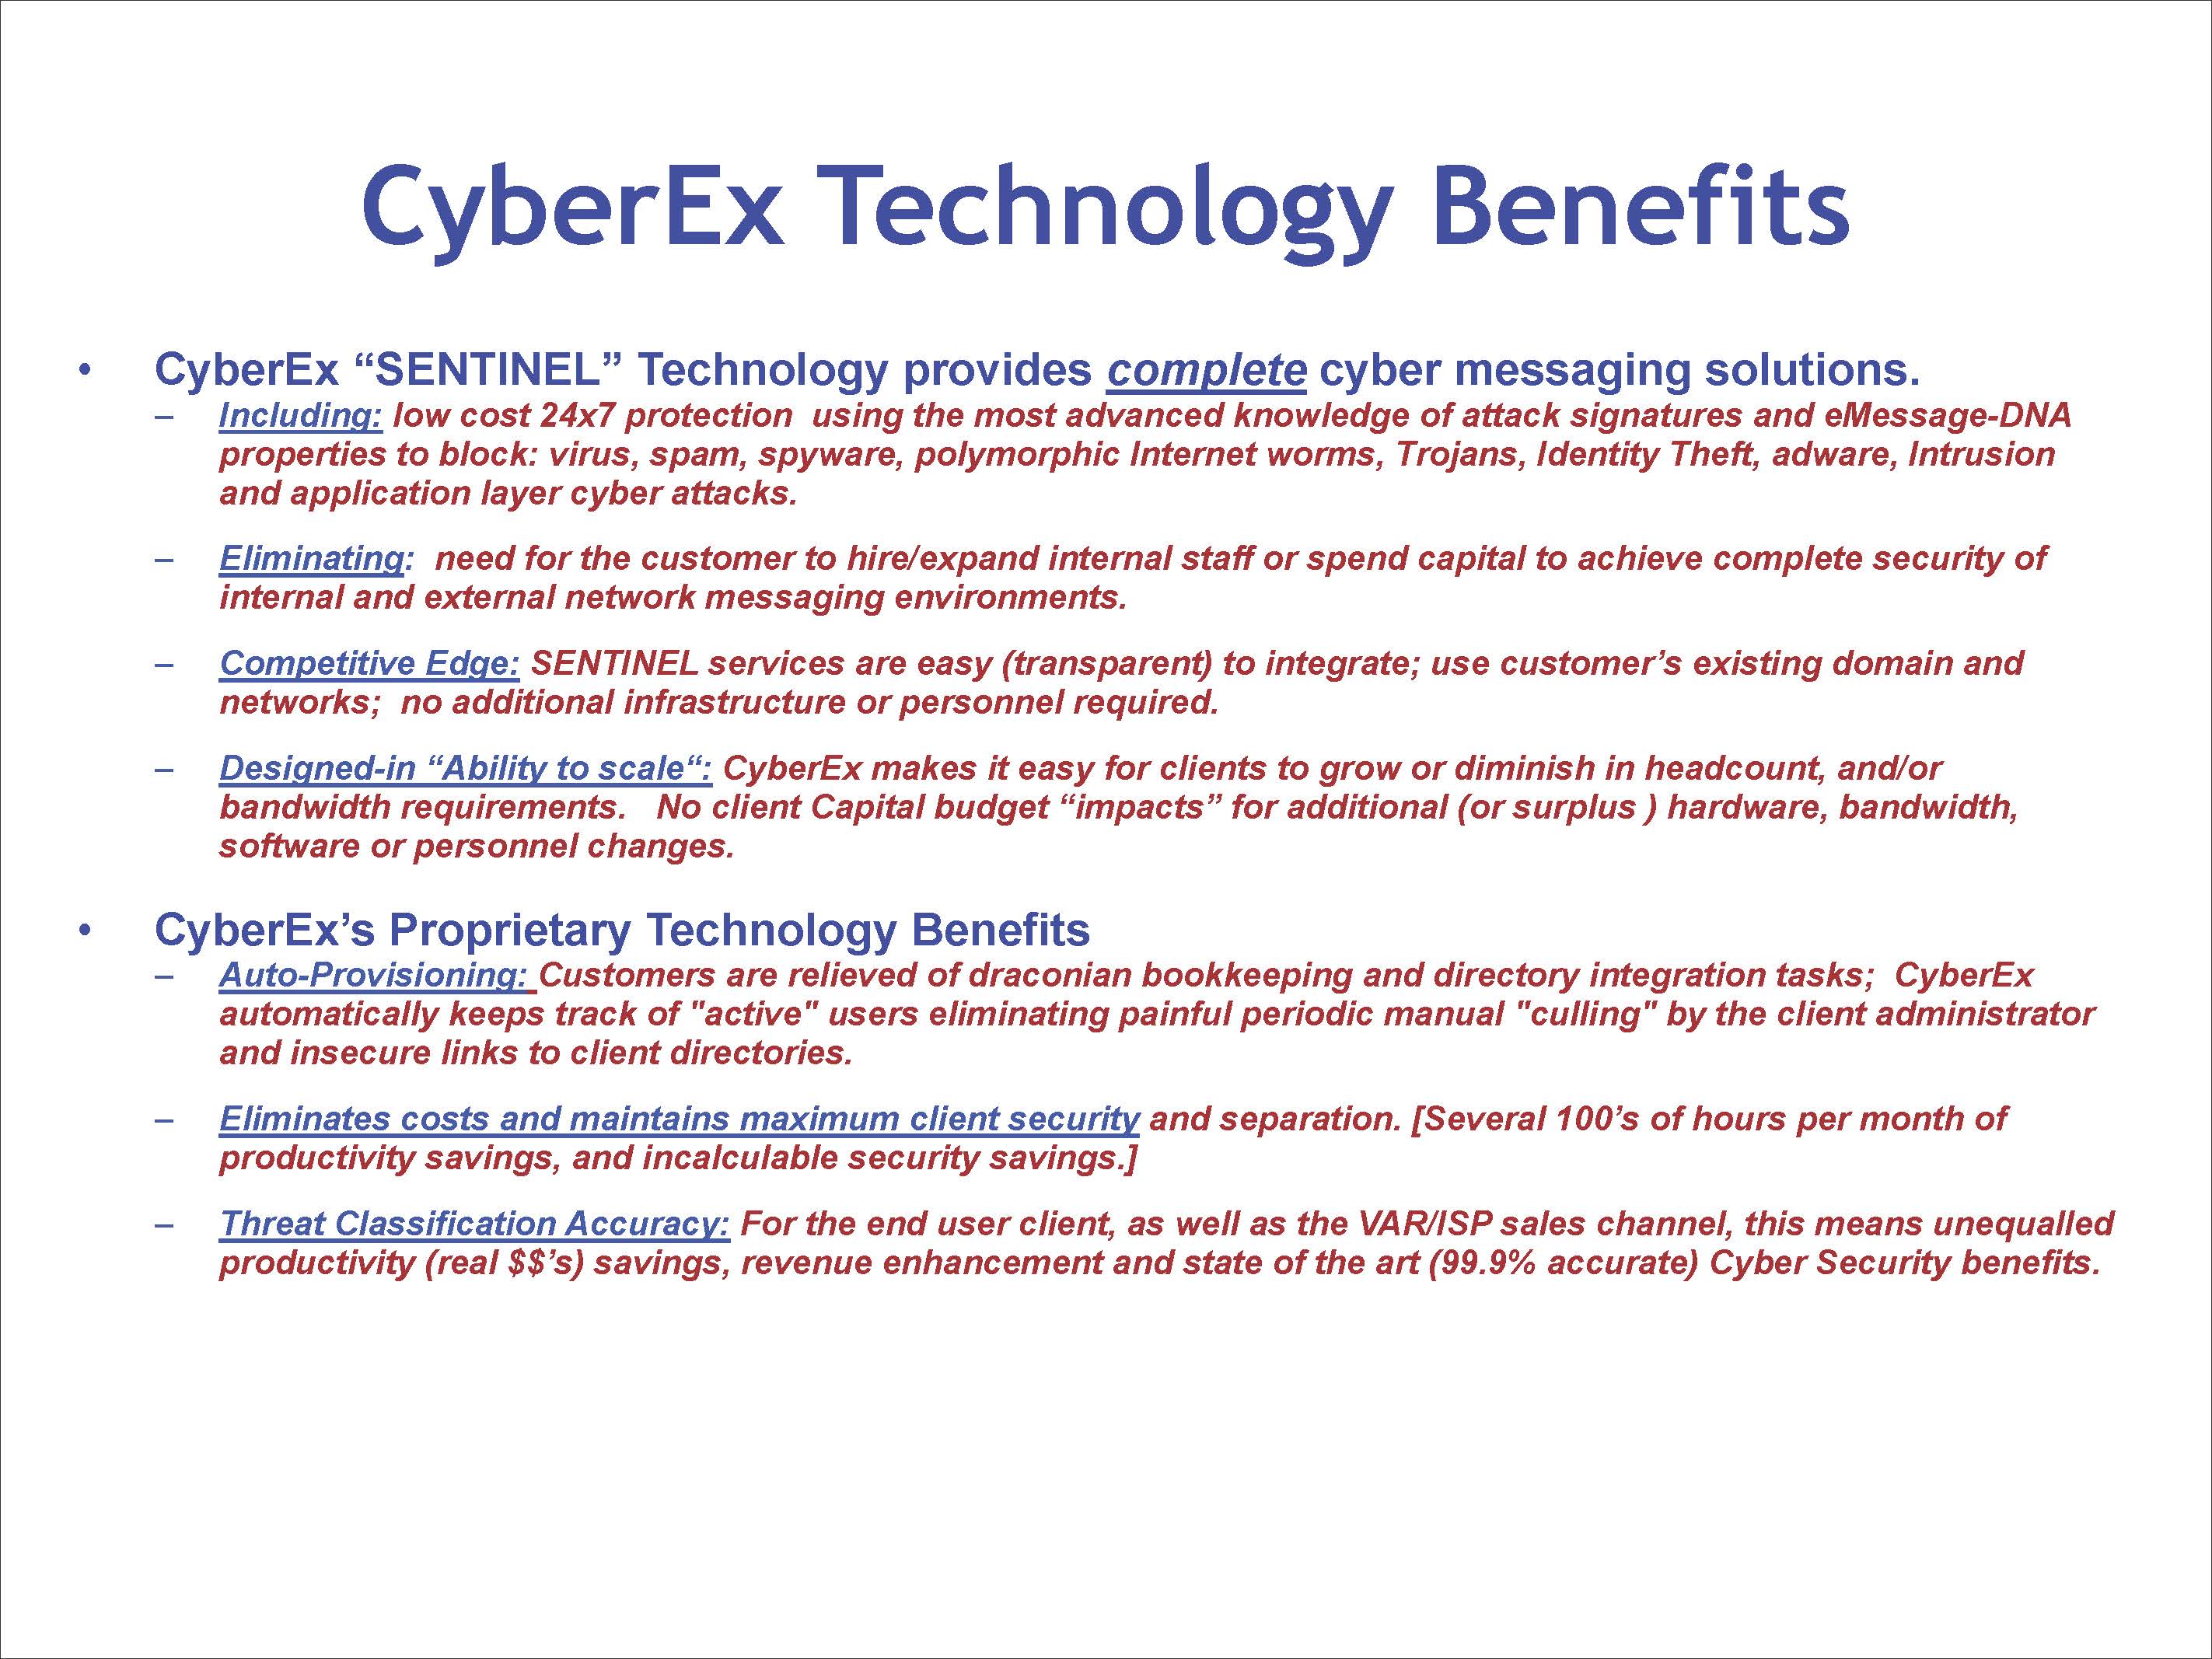 CyberEx Technology Benefits
• CyberEx “SENTINEL” Technology provides complete cyber messaging solutions.
– Including: low cost 24x7 protection  using the most advanced knowledge of attack signatures and eMessage-DNA
properties to block: virus, spam, spyware, polymorphic Internet worms, Trojans, Identity Theft, adware, Intrusion
and application layer cyber attacks.
– Eliminating:  need for the customer to hire/expand internal staff or spend capital to achieve complete security of
internal and external network messaging environments.
– Competitive Edge: SENTINEL services are easy (transparent) to integrate; use customer’s existing domain and
networks;  no additional infrastructure or personnel required.
– Designed-in “Ability to scale“: CyberEx makes it easy for clients to grow or diminish in headcount, and/or
bandwidth requirements.   No client Capital budget “impacts” for additional (or surplus ) hardware, bandwidth,
software or personnel changes.
• CyberEx’s Proprietary Technology Benefits
– Auto-Provisioning: Customers are relieved of draconian bookkeeping and directory integration tasks;  CyberEx
automatically keeps track of "active" users eliminating painful periodic manual "culling" by the client administrator
and insecure links to client directories.
– Eliminates costs and maintains maximum client security and separation. [Several 100’s of hours per month of
productivity savings, and incalculable security savings.]
– Threat Classification Accuracy: For the end user client, as well as the VAR/ISP sales channel, this means unequalled
productivity (real $$’s) savings, revenue enhancement and state of the art (99.9% accurate) Cyber Security benefits.